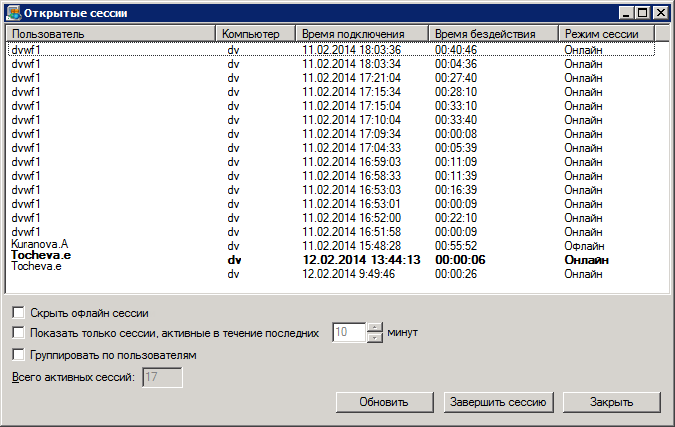 Открытые сессии
Пользователь Компьютер Время подключения Время бездействия Режим сессии
dvwf1 dv 11.02.2014 18:03:36 00:40:46 Онлайн
dvwf1 dv 11.02.2014 18:03:34 00:04:36 Онлайн
dvwf1 dv 11.02.2014 17:21:04 00:27:40 Онлайн
dvwf1 dv 11.02.2014 17:15:34 00:28:10 Онлайн
dvwf1 dv 11.02.2014 17:15:04 00:33:10 Онлайн
dvwf1 dv 11.02.2014 17:10:04 00:33:40 Онлайн
dvwf1 dv 11.02.2014 17:09:34 00:00:08 Онлайн
dvwf1 dv 11.02.2014 17:04:33 00:05:39 Онлайн
dvwf1 dv 11.02.2014 16:59:03 00:11:09 Онлайн
dvwf1 dv 11.02.2014 16:58:33 00:11:39 Онлайн
dvwf1 dv 11.02.2014 16:53:03 00:16:39 Онлайн
dvwf1 dv 11.02.2014 16:53:01 00:00:09 Онлайн
dvwf1 dv 11.02.2014 16:52:00 00:22:10 Онлайн
dvwf1 dv 11.02.2014 16:51:58 00:00:09 Онлайн
Kuranova.A dv 11.02.2014 15:48:28 00:55:52 Офлайн
Tocheva.e dv 12.02.2014 13:44:13 00:00:06 Онлайн
Tocheva.e dv 12.02.2014 9:49:46 00:00:26 Онлайн
Скрыть офлайн сессии
Показать только сессии, активные в течение последних 10 минут
Группировать по пользователям
Всего активных сессий: 17
Обновить Завершить сессию Закрыть